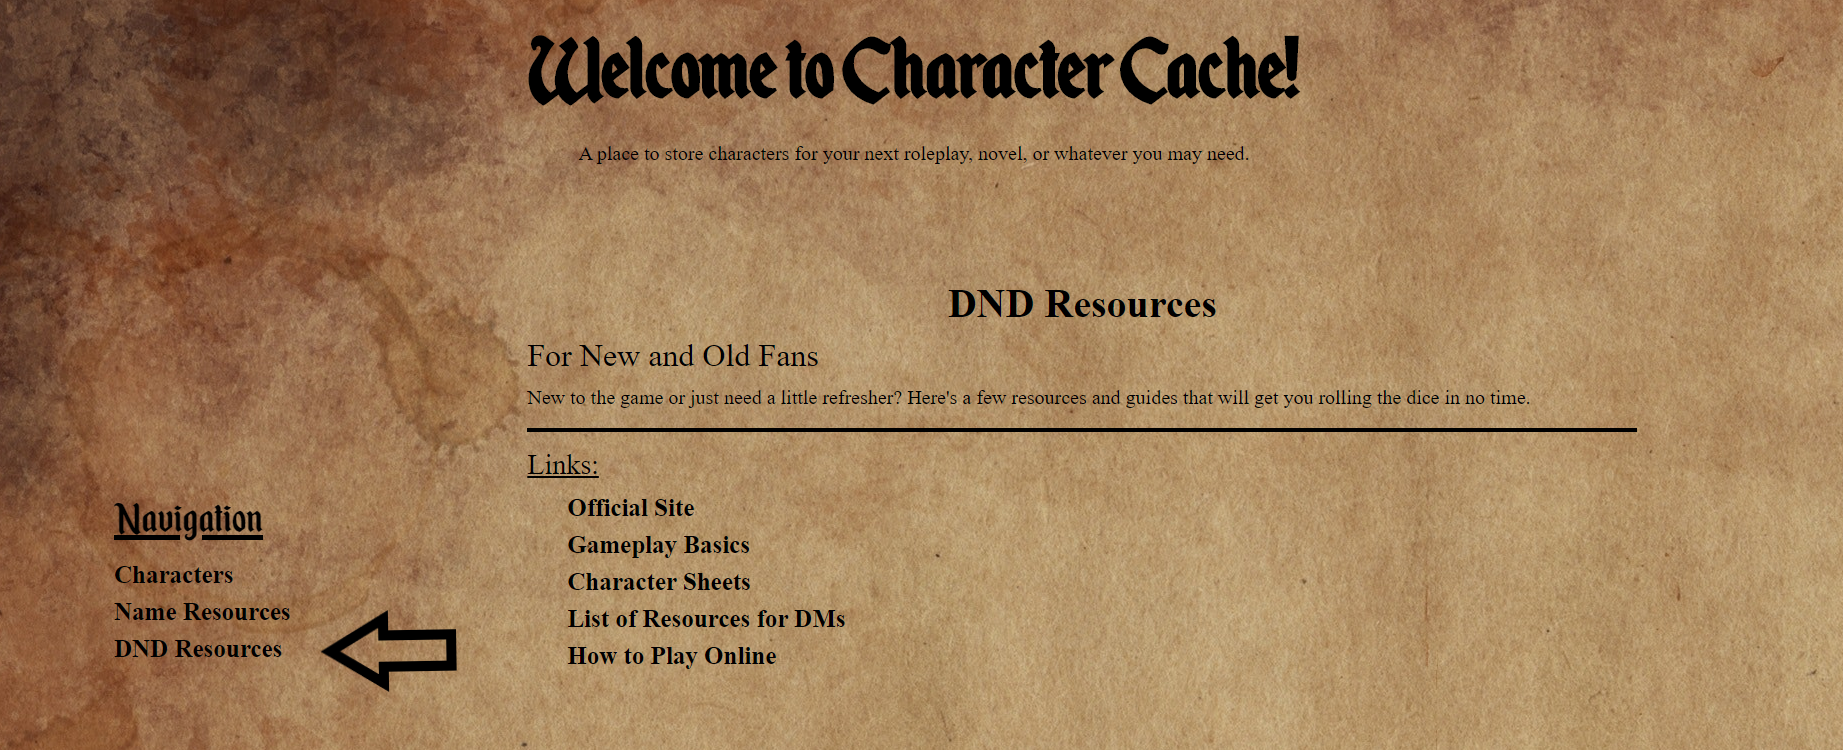 Welcome to Character Cache!
A place to store characters for your next roleplay, novel, or whatever you may need.
DND Resources
For New and Old Fans
New to the game or just need a little refresher? Here's a few resources and guides that will get you rolling the dice in no time.
Links:
Official Site
Gameplay Basics
Character Sheets
List of Resources for DMs
How to Play Online
Navigation
Characters
Name Resources
DND Resources